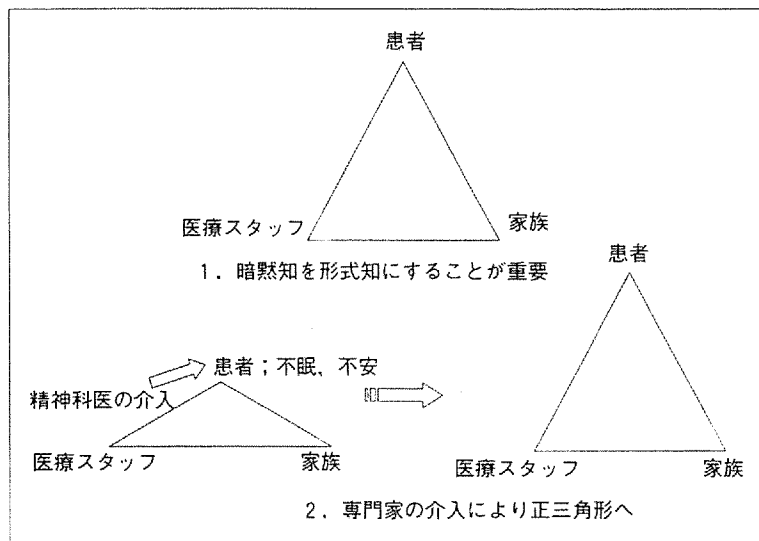 患者
医療スタッフ
家族
1．暗黙知を形式知にすることが重要
患者
患者；不眠、不安
精神科医の介入
医療スタッフ
家族
医療スタッフ
家族
2．専門家の介入により正三角形へ